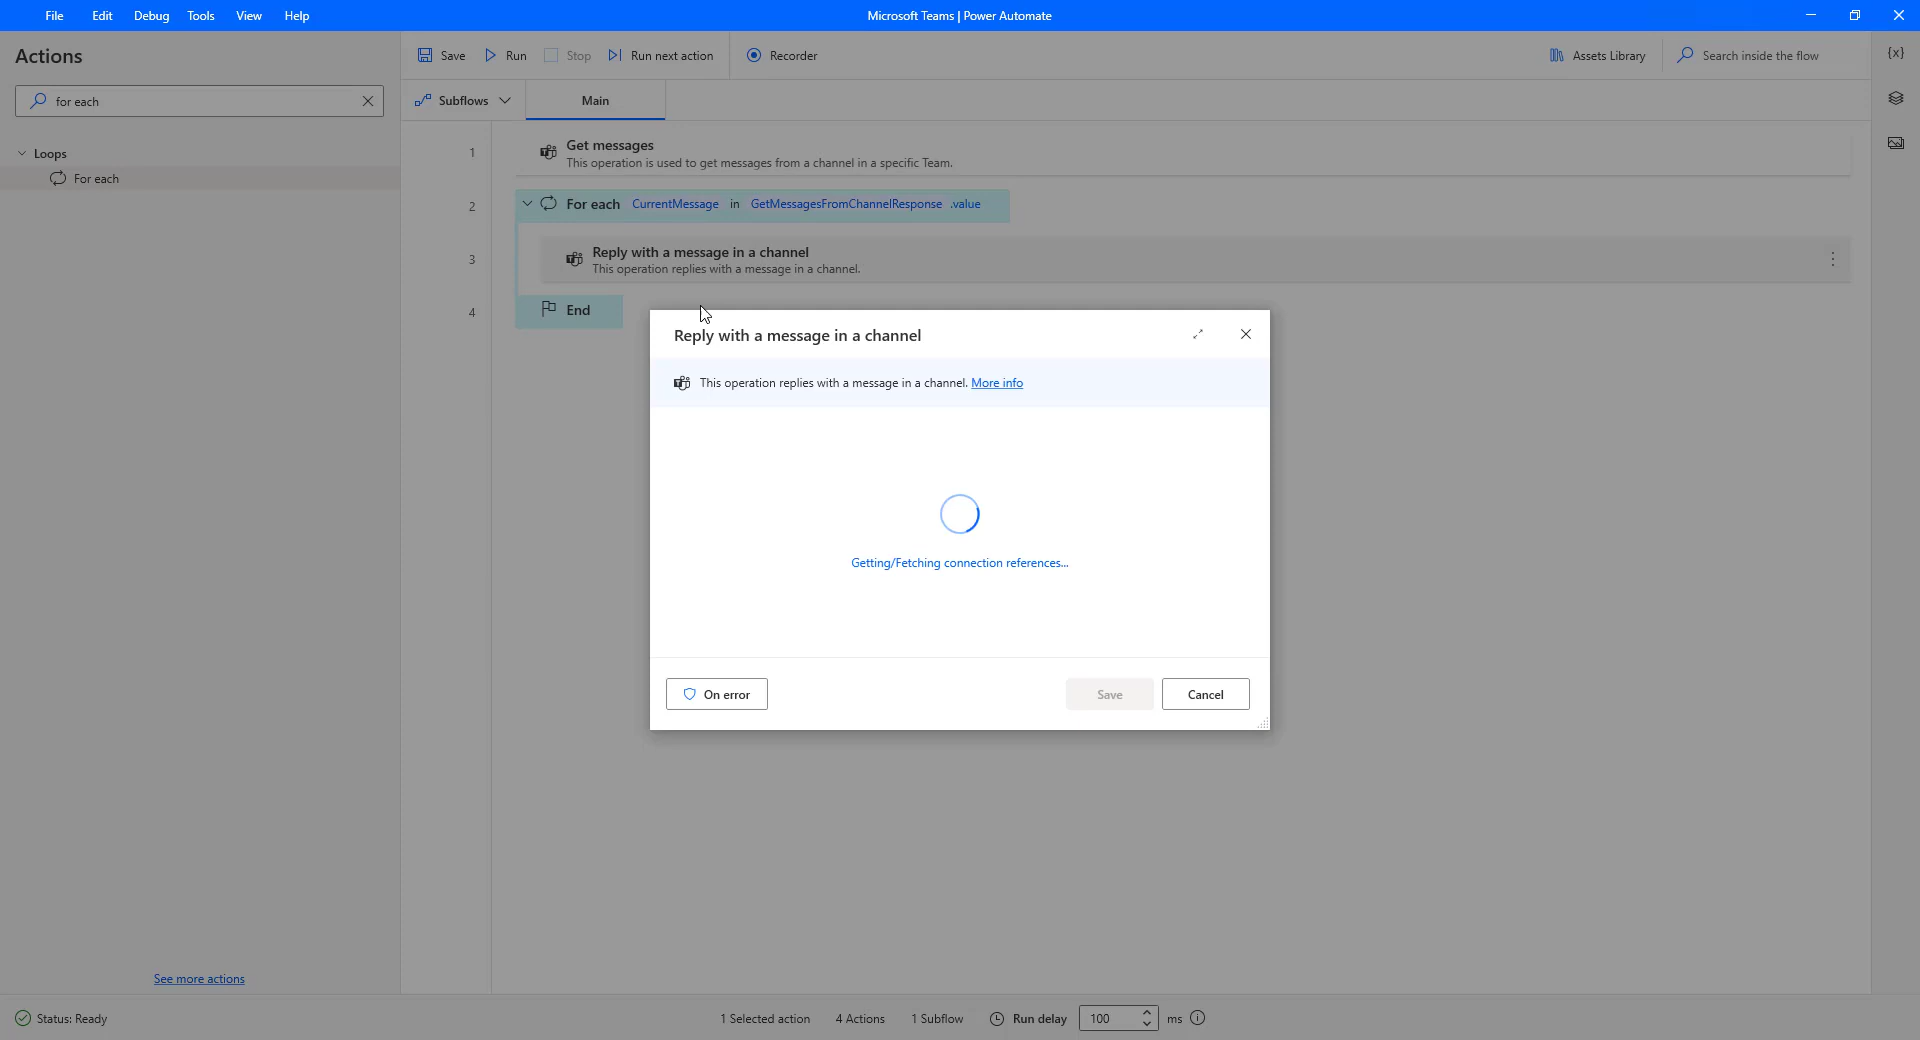 File Edit Debug Tools View Help Microsoft Teams | Power Automate
Actions
for each
Loops
For each
See more actions
Save Run Stop Run next action Recorder Assets Library Search inside the flow
{x}
Subflows Main
1 Get messages
This operation is used to get messages from a channel in a specific Team.
2 For each CurrentMessage in GetMessagesFromChannelResponse .value
3 Reply with a message in a channel
This operation replies with a message in a channel.
4 End
Reply with a message in a channel
This operation replies with a message in a channel. More info
Getting/Fetching connection references...
On error Save Cancel
Status: Ready 1 Selected action 4 Actions 1 Subflow Run delay 100 ms